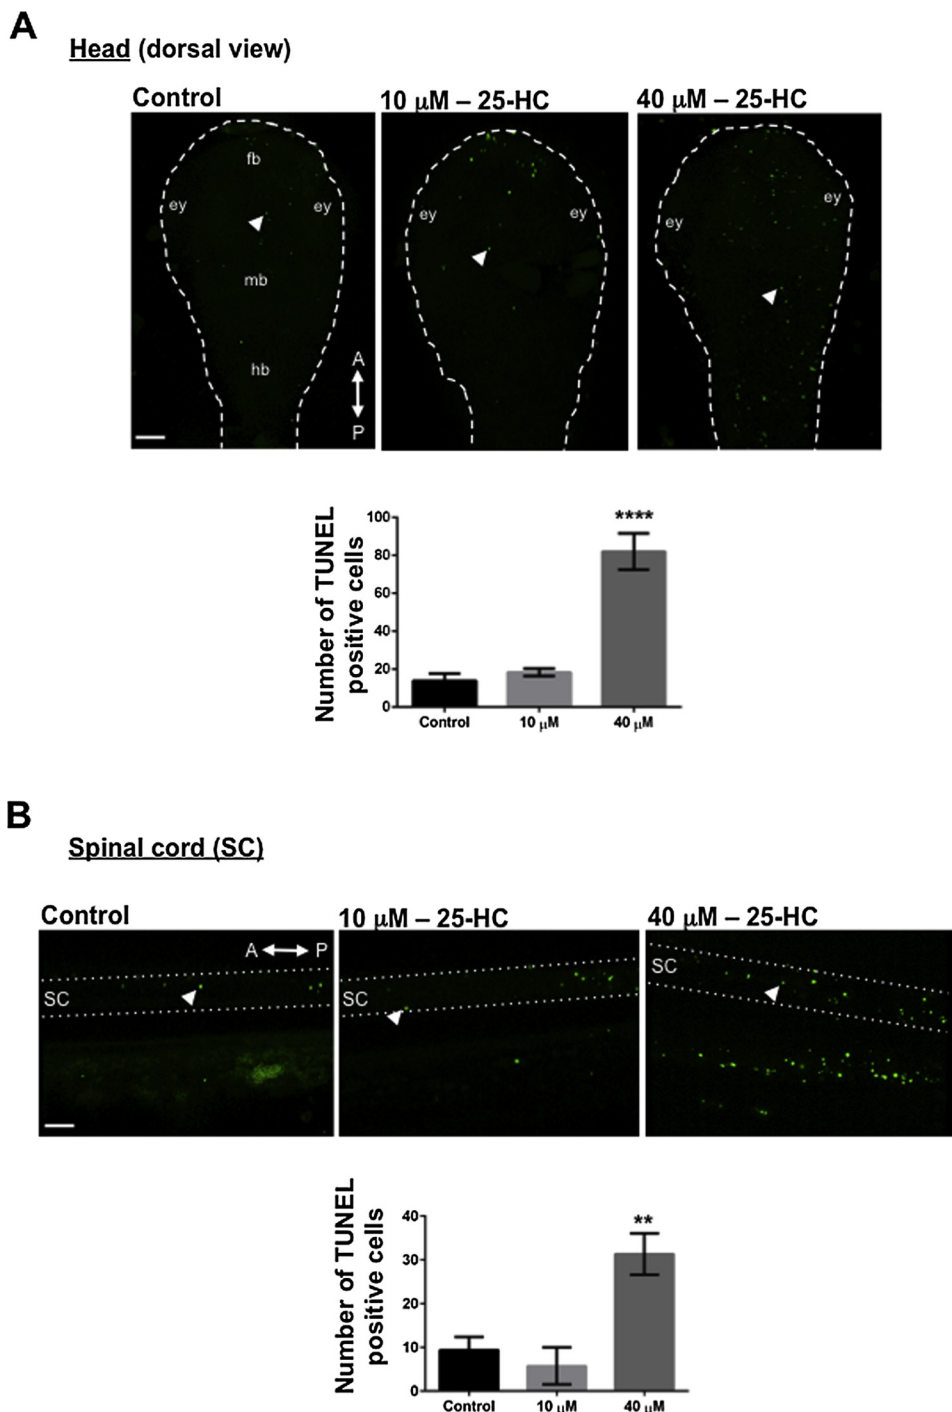 A
Head (dorsal view)
Control
10 μM – 25-HC
40 μM – 25-HC
fb
ey
ey
mb
hb
A
P
ey
ey
ey
ey
Number of TUNEL
positive cells
100
80
60
40
20
0
****
Control
10 μM
40 μM
B
Spinal cord (SC)
Control
10 μM – 25-HC
40 μM – 25-HC
A
P
SC
SC
SC
Number of TUNEL
positive cells
40
30
20
10
0
**
Control
10 μM
40 μM